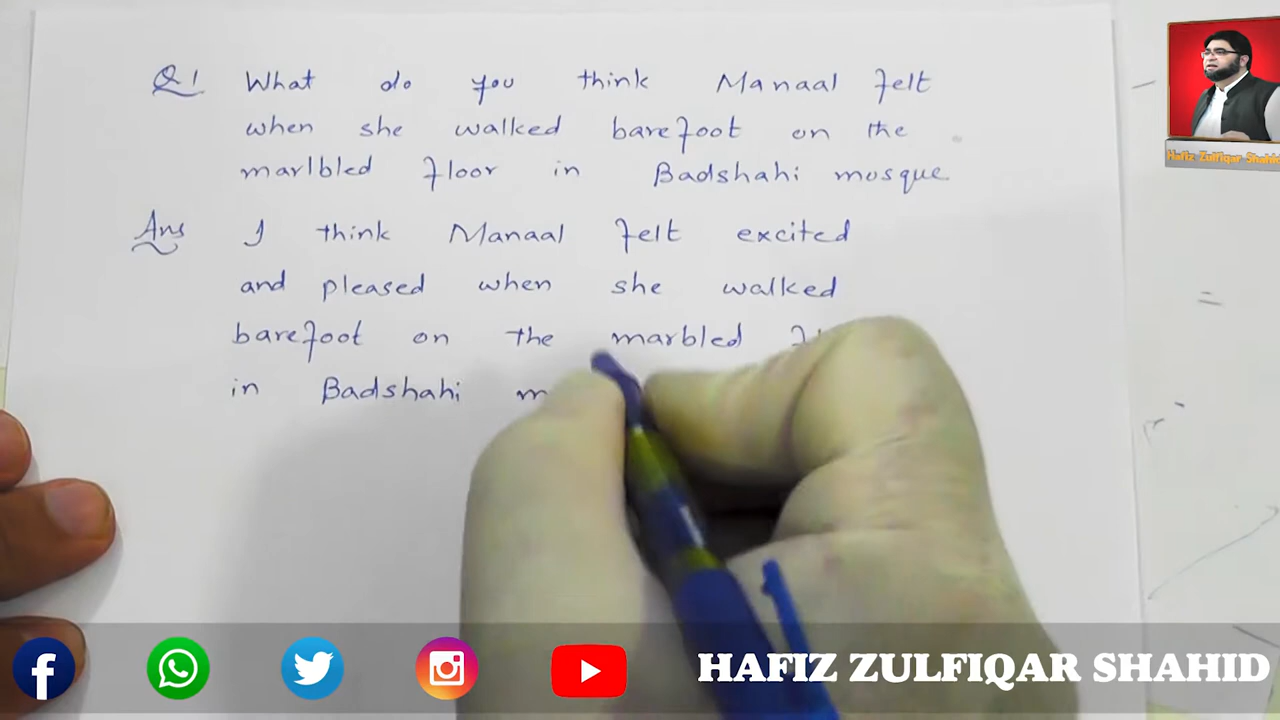 Q1 What do you think Manaal felt
when she walked barefoot on the
marlbled floor in Badshahi mosque
Ans I think Manaal felt excited
and pleased when she walked
barefoot on the marbled
in Badshahi
Hafiz Zulfiqar Shahid
HAFIZ ZULFIQAR SHAHID